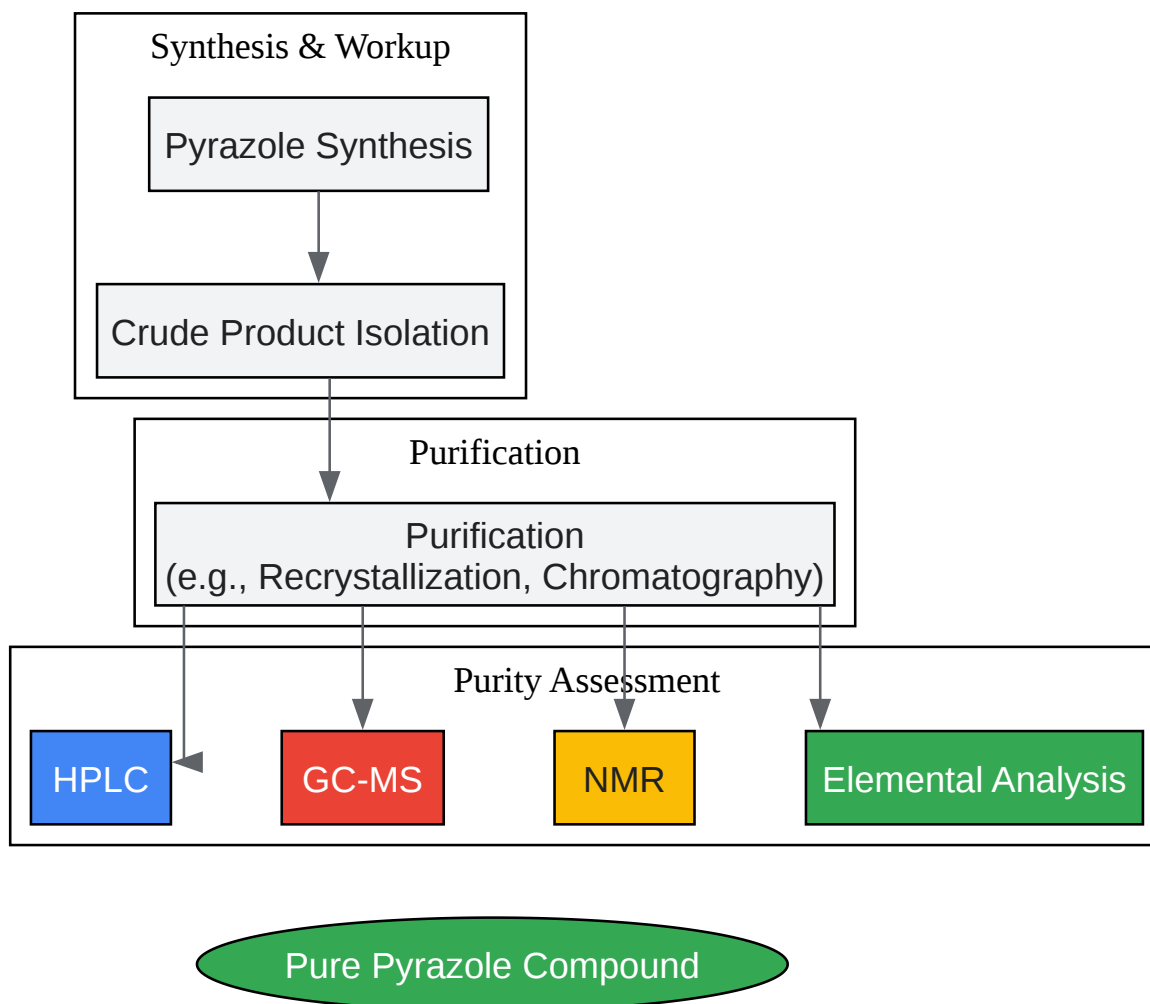 Synthesis & Workup
Pyrazole Synthesis
Crude Product Isolation
Purification
Purification
(e.g., Recrystallization, Chromatography)
Purity Assessment
HPLC
GC-MS
NMR
Elemental Analysis
Pure Pyrazole Compound